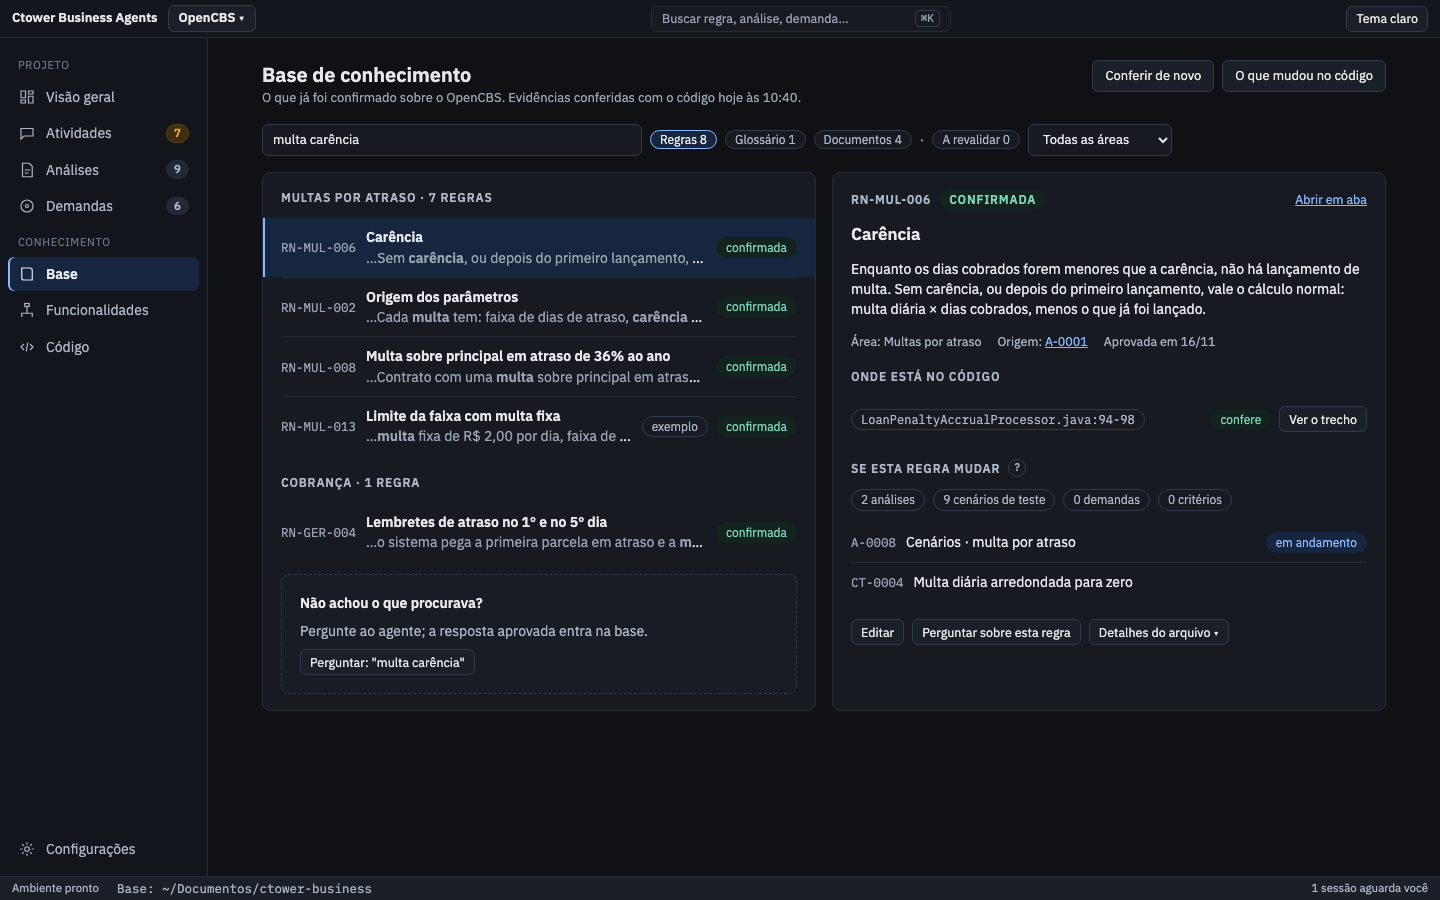 Ctower Business Agents
OpenCBS ▾
Buscar regra, análise, demanda...
⌘K
Tema claro
PROJETO
Visão geral
Atividades 7
Análises 9
Demandas 6
CONHECIMENTO
Base
Funcionalidades
Código
Configurações
Base de conhecimento
O que já foi confirmado sobre o OpenCBS. Evidências conferidas com o código hoje às 10:40.
Conferir de novo
O que mudou no código
multa carência
Regras 8
Glossário 1
Documentos 4
·
A revalidar 0
Todas as áreas
MULTAS POR ATRASO · 7 REGRAS
RN-MUL-006
Carência
...Sem carência, ou depois do primeiro lançamento, ...
confirmada
RN-MUL-002
Origem dos parâmetros
...Cada multa tem: faixa de dias de atraso, carência ...
confirmada
RN-MUL-008
Multa sobre principal em atraso de 36% ao ano
...Contrato com uma multa sobre principal em atras...
confirmada
RN-MUL-013
Limite da faixa com multa fixa
...multa fixa de R$ 2,00 por dia, faixa de ...
exemplo
confirmada
COBRANÇA · 1 REGRA
RN-GER-004
Lembretes de atraso no 1º e no 5º dia
...o sistema pega a primeira parcela em atraso e a m...
confirmada
Não achou o que procurava?
Pergunte ao agente; a resposta aprovada entra na base.
Perguntar: "multa carência"
RN-MUL-006 CONFIRMADA
Abrir em aba
Carência
Enquanto os dias cobrados forem menores que a carência, não há lançamento de
multa. Sem carência, ou depois do primeiro lançamento, vale o cálculo normal:
multa diária × dias cobrados, menos o que já foi lançado.
Área: Multas por atraso Origem: A-0001 Aprovada em 16/11
ONDE ESTÁ NO CÓDIGO
LoanPenaltyAccrualProcessor.java:94-98
confere
Ver o trecho
SE ESTA REGRA MUDAR ?
2 análises
9 cenários de teste
0 demandas
0 critérios
A-0008 Cenários · multa por atraso
em andamento
CT-0004 Multa diária arredondada para zero
Editar
Perguntar sobre esta regra
Detalhes do arquivo ▾
Ambiente pronto
Base: ~/Documentos/ctower-business
1 sessão aguarda você